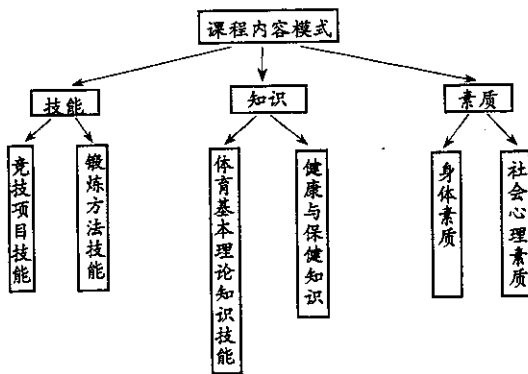 课程内容模式
技能
知识
素质
竞技项目技能
锻炼方法技能
体育基本理论知识技能
健康与保健知识
身体素质
社会心理素质